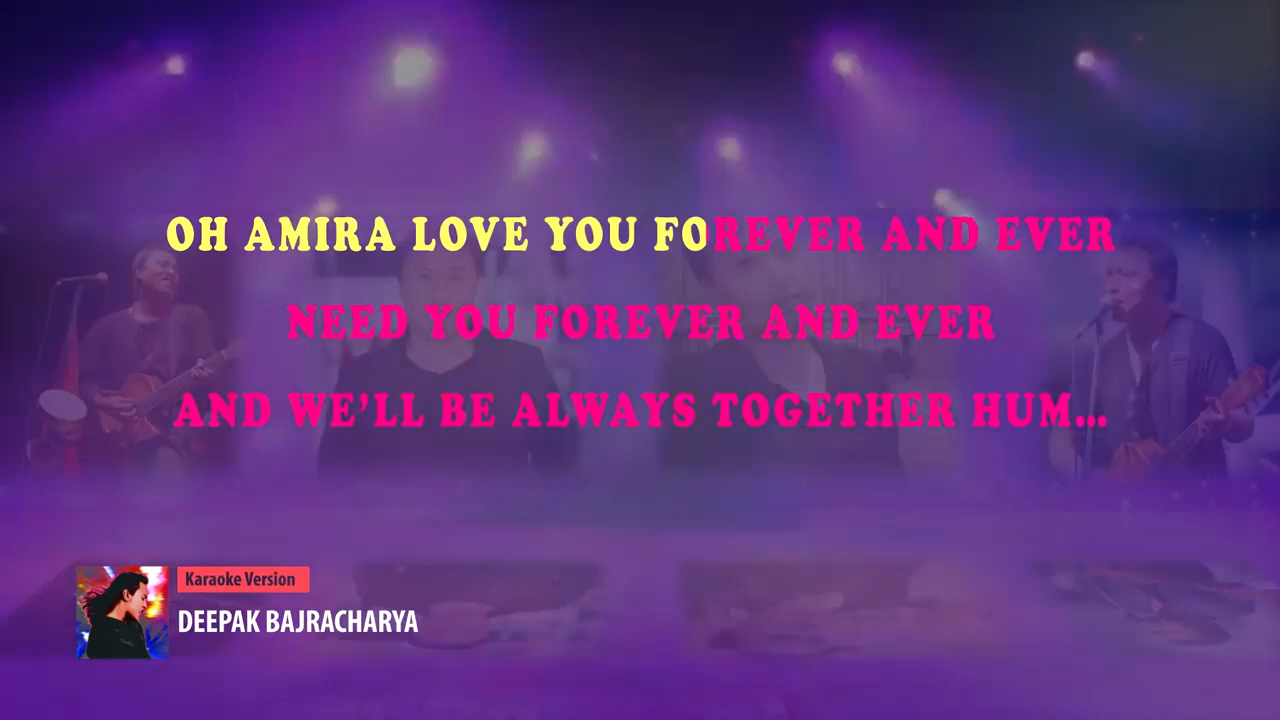 OH AMIRA LOVE YOU FOREVER AND EVER
NEED YOU FOREVER AND EVER
AND WE’LL BE ALWAYS TOGETHER HUM...
Karaoke Version
DEEPAK BAJRACHARYA